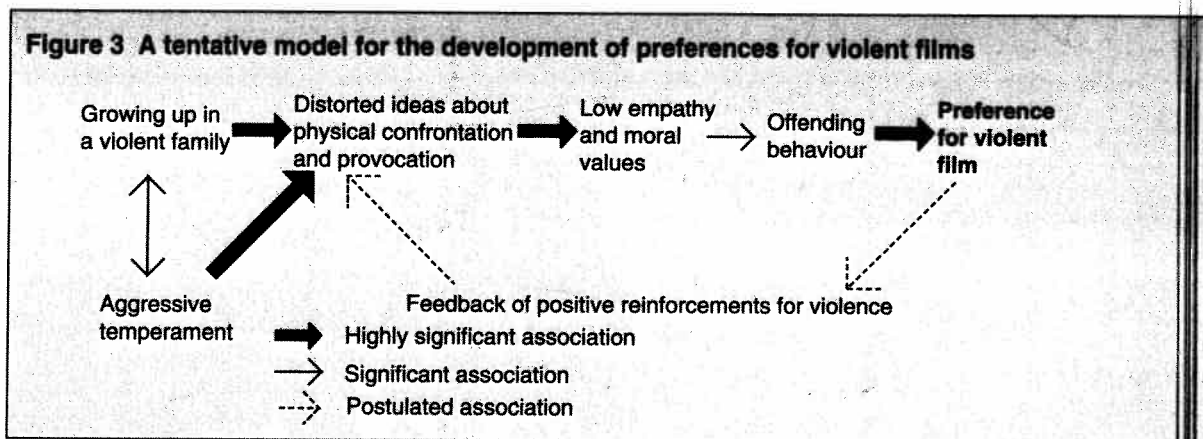 Figure 3 A tentative model for the development of preferences for violent films
Growing up in
a violent family
Distorted ideas about
physical confrontation
and provocation
Low empathy
and moral
values
Offending
behaviour
Preference
for violent
film
Aggressive
temperament
Feedback of positive reinforcements for violence
Highly significant association
Significant association
Postulated association